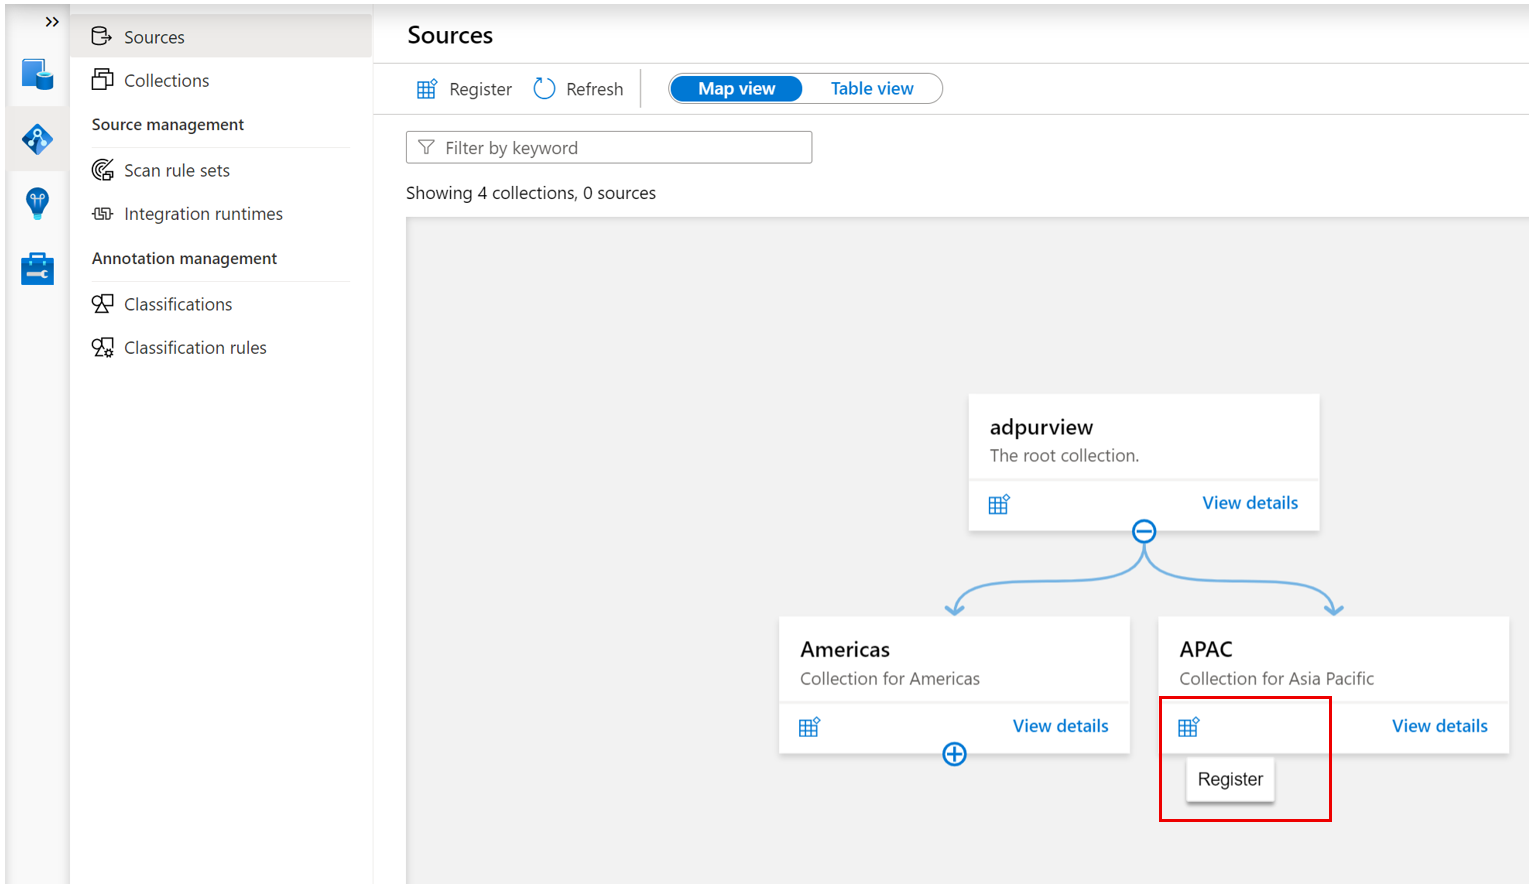 Sources
Collections
Source management
Scan rule sets
Integration runtimes
Annotation management
Classifications
Classification rules
Sources
Register Refresh Map view Table view
Filter by keyword
Showing 4 collections, 0 sources
adpurview
The root collection.
View details
Americas
Collection for Americas
View details
APAC
Collection for Asia Pacific
View details
Register